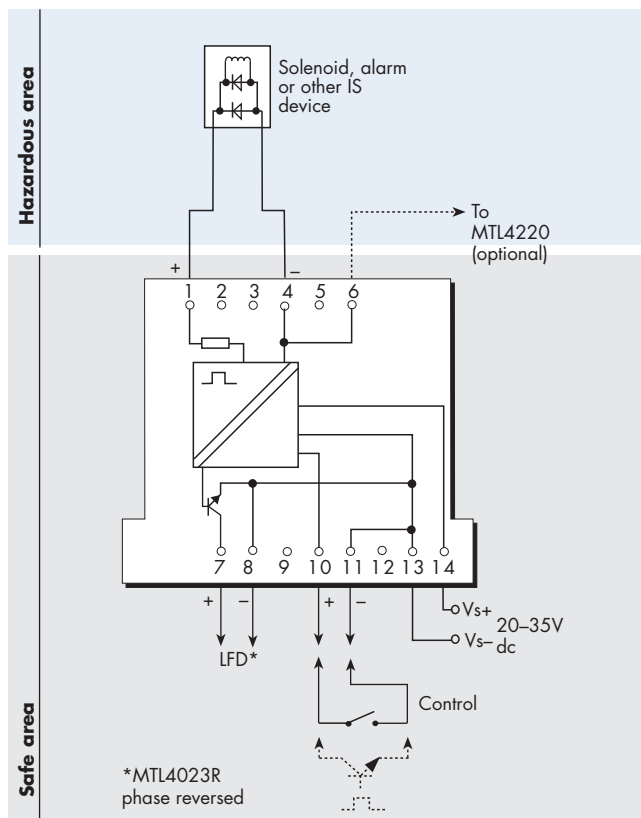 Hazardous area
Solenoid, alarm
or other IS
device
To
MTL4220
(optional)
+ –
1 2 3 4 5 6
7 8 9 10 11 12 13 14
+ – + –
Vs+
20–35V
Vs– dc
LFD*
Control
Safe area
*MTL4023R
phase reversed